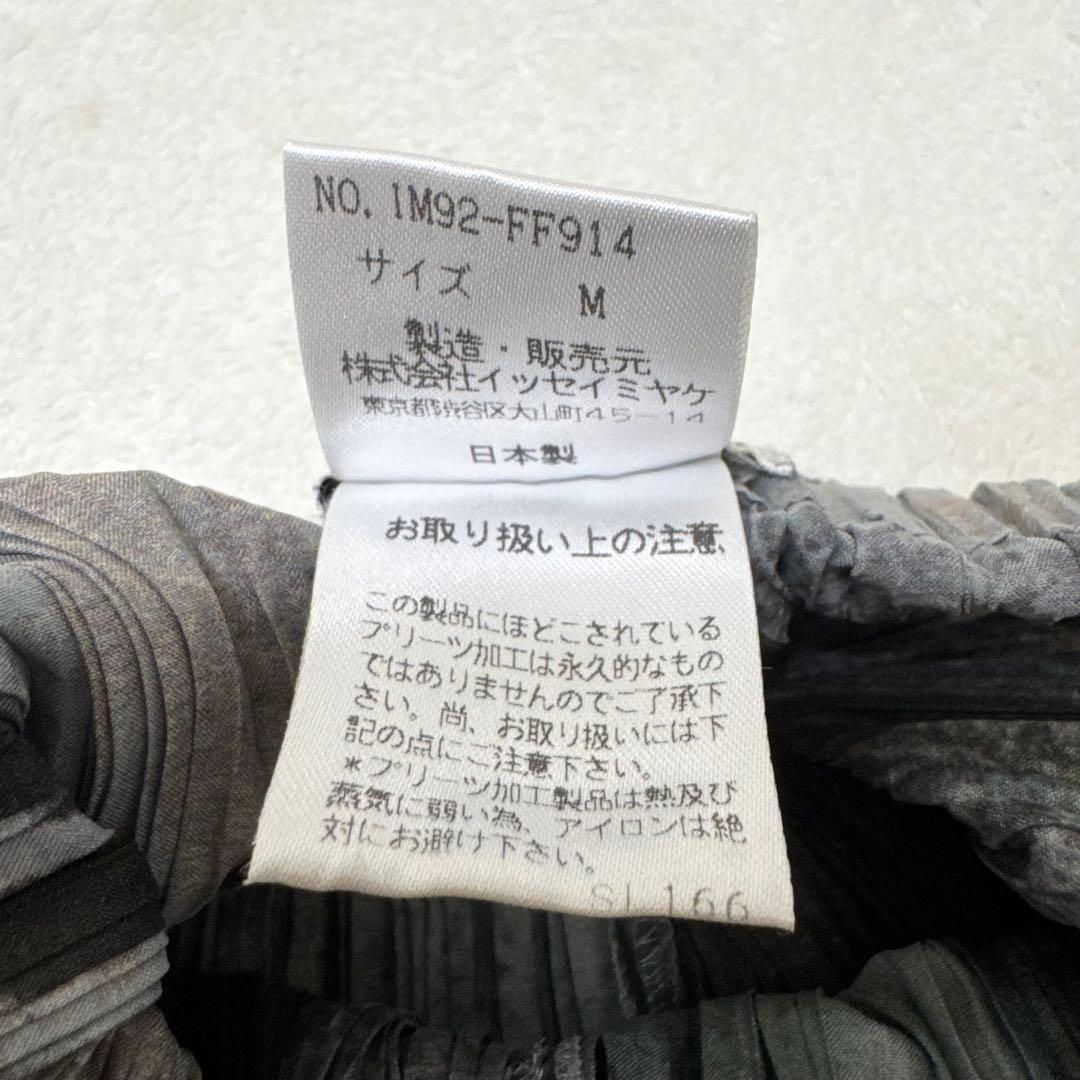 NO. IM92-FF914
サイズ M
製造・販売元
株式会社イッセイミヤケ
東京都渋谷区大山町45-14
日本製
お取り扱い上の注意
この製品にほどこされている
プリーツ加工は永久的なもの
ではありませんのでご了承下
さい。尚、お取り扱いには下
記の点にご注意下さい。
*プリーツ加工製品は熱及び
蒸気に弱い為、アイロンは絶
対にお避け下さい。
SL166